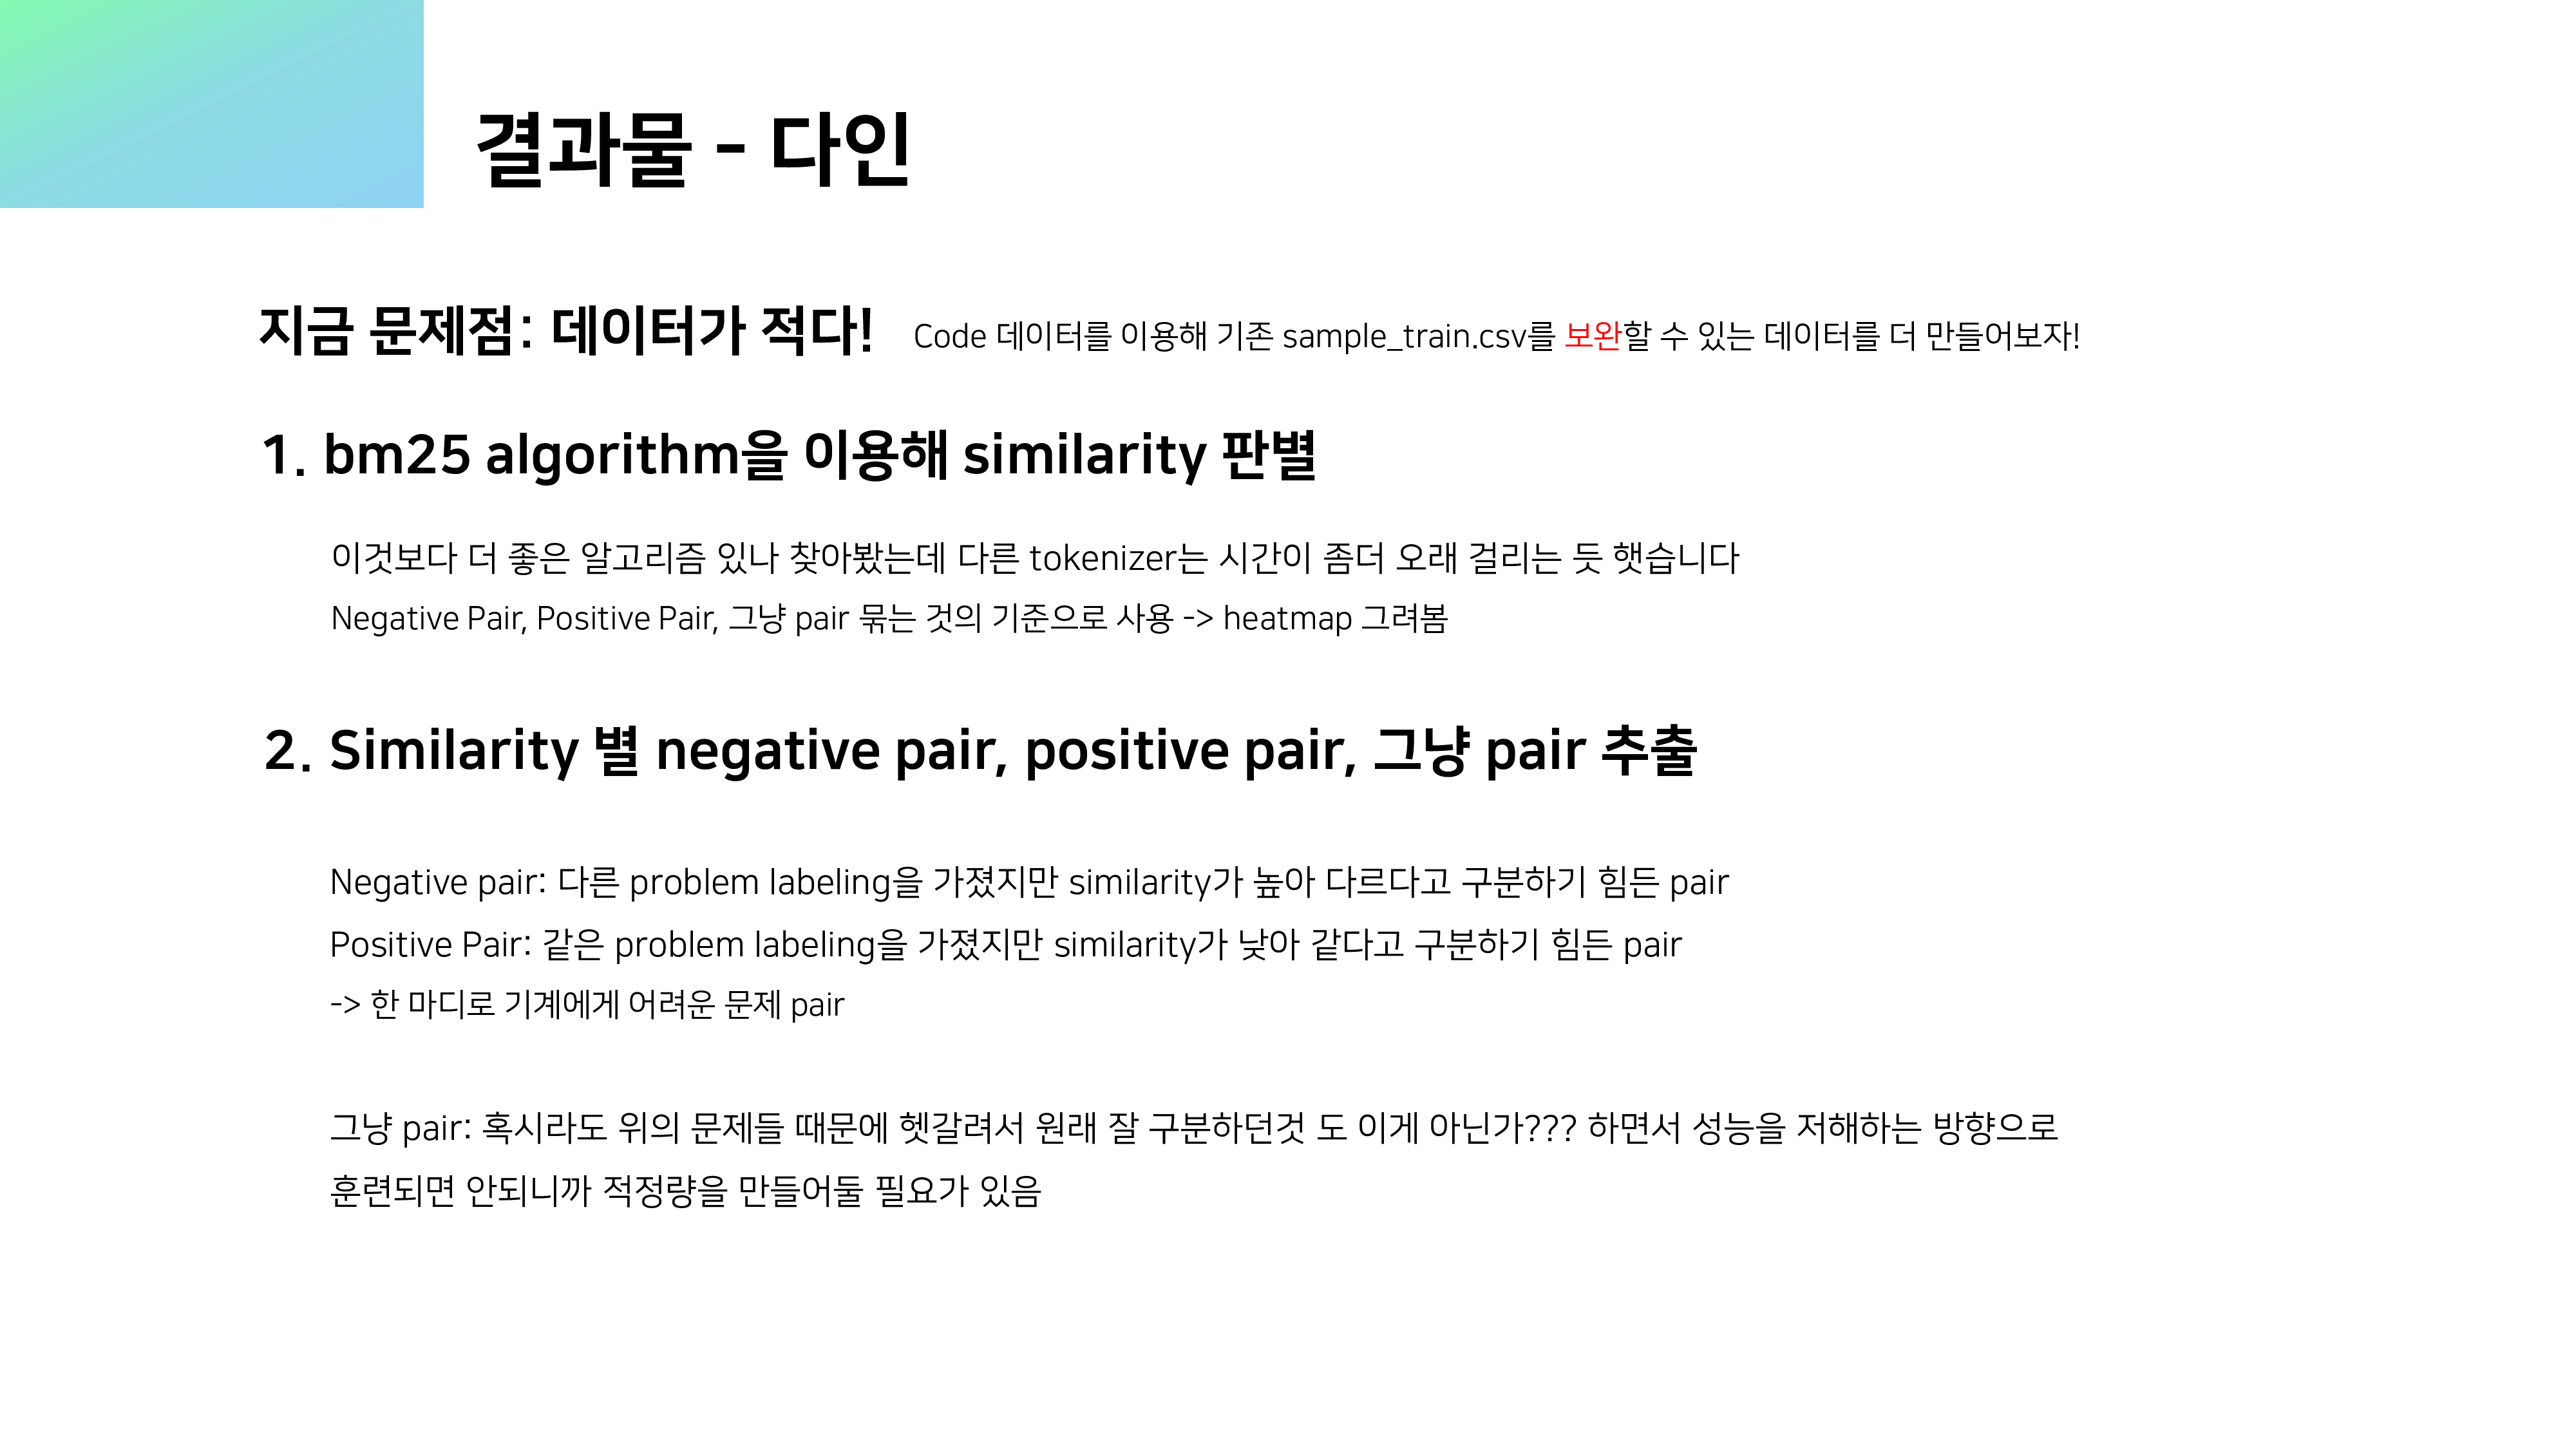 결과물 - 다인
지금 문제점: 데이터가 적다! Code 데이터를 이용해 기존 sample_train.csv를 보완할 수 있는 데이터를 더 만들어보자!
1. bm25 algorithm을 이용해 similarity 판별
이것보다 더 좋은 알고리즘 있나 찾아봤는데 다른 tokenizer는 시간이 좀더 오래 걸리는 듯 햇습니다
Negative Pair, Positive Pair, 그냥 pair 묶는 것의 기준으로 사용 -> heatmap 그려봄
2. Similarity 별 negative pair, positive pair, 그냥 pair 추출
Negative pair: 다른 problem labeling을 가졌지만 similarity가 높아 다르다고 구분하기 힘든 pair
Positive Pair: 같은 problem labeling을 가졌지만 similarity가 낮아 같다고 구분하기 힘든 pair
-> 한 마디로 기계에게 어려운 문제 pair
그냥 pair: 혹시라도 위의 문제들 때문에 헷갈려서 원래 잘 구분하던것 도 이게 아닌가??? 하면서 성능을 저해하는 방향으로
훈련되면 안되니까 적정량을 만들어둘 필요가 있음